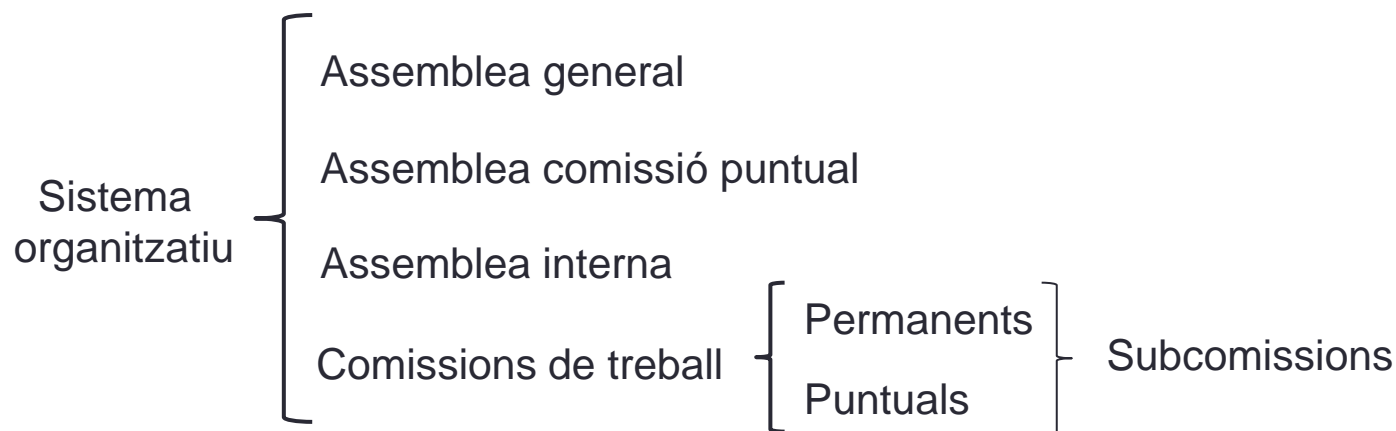 Assemblea general
Assemblea comissió puntual
Sistema
organitzatiu
Assemblea interna
Comissions de treball
Permanents
Puntuals
Subcomissions